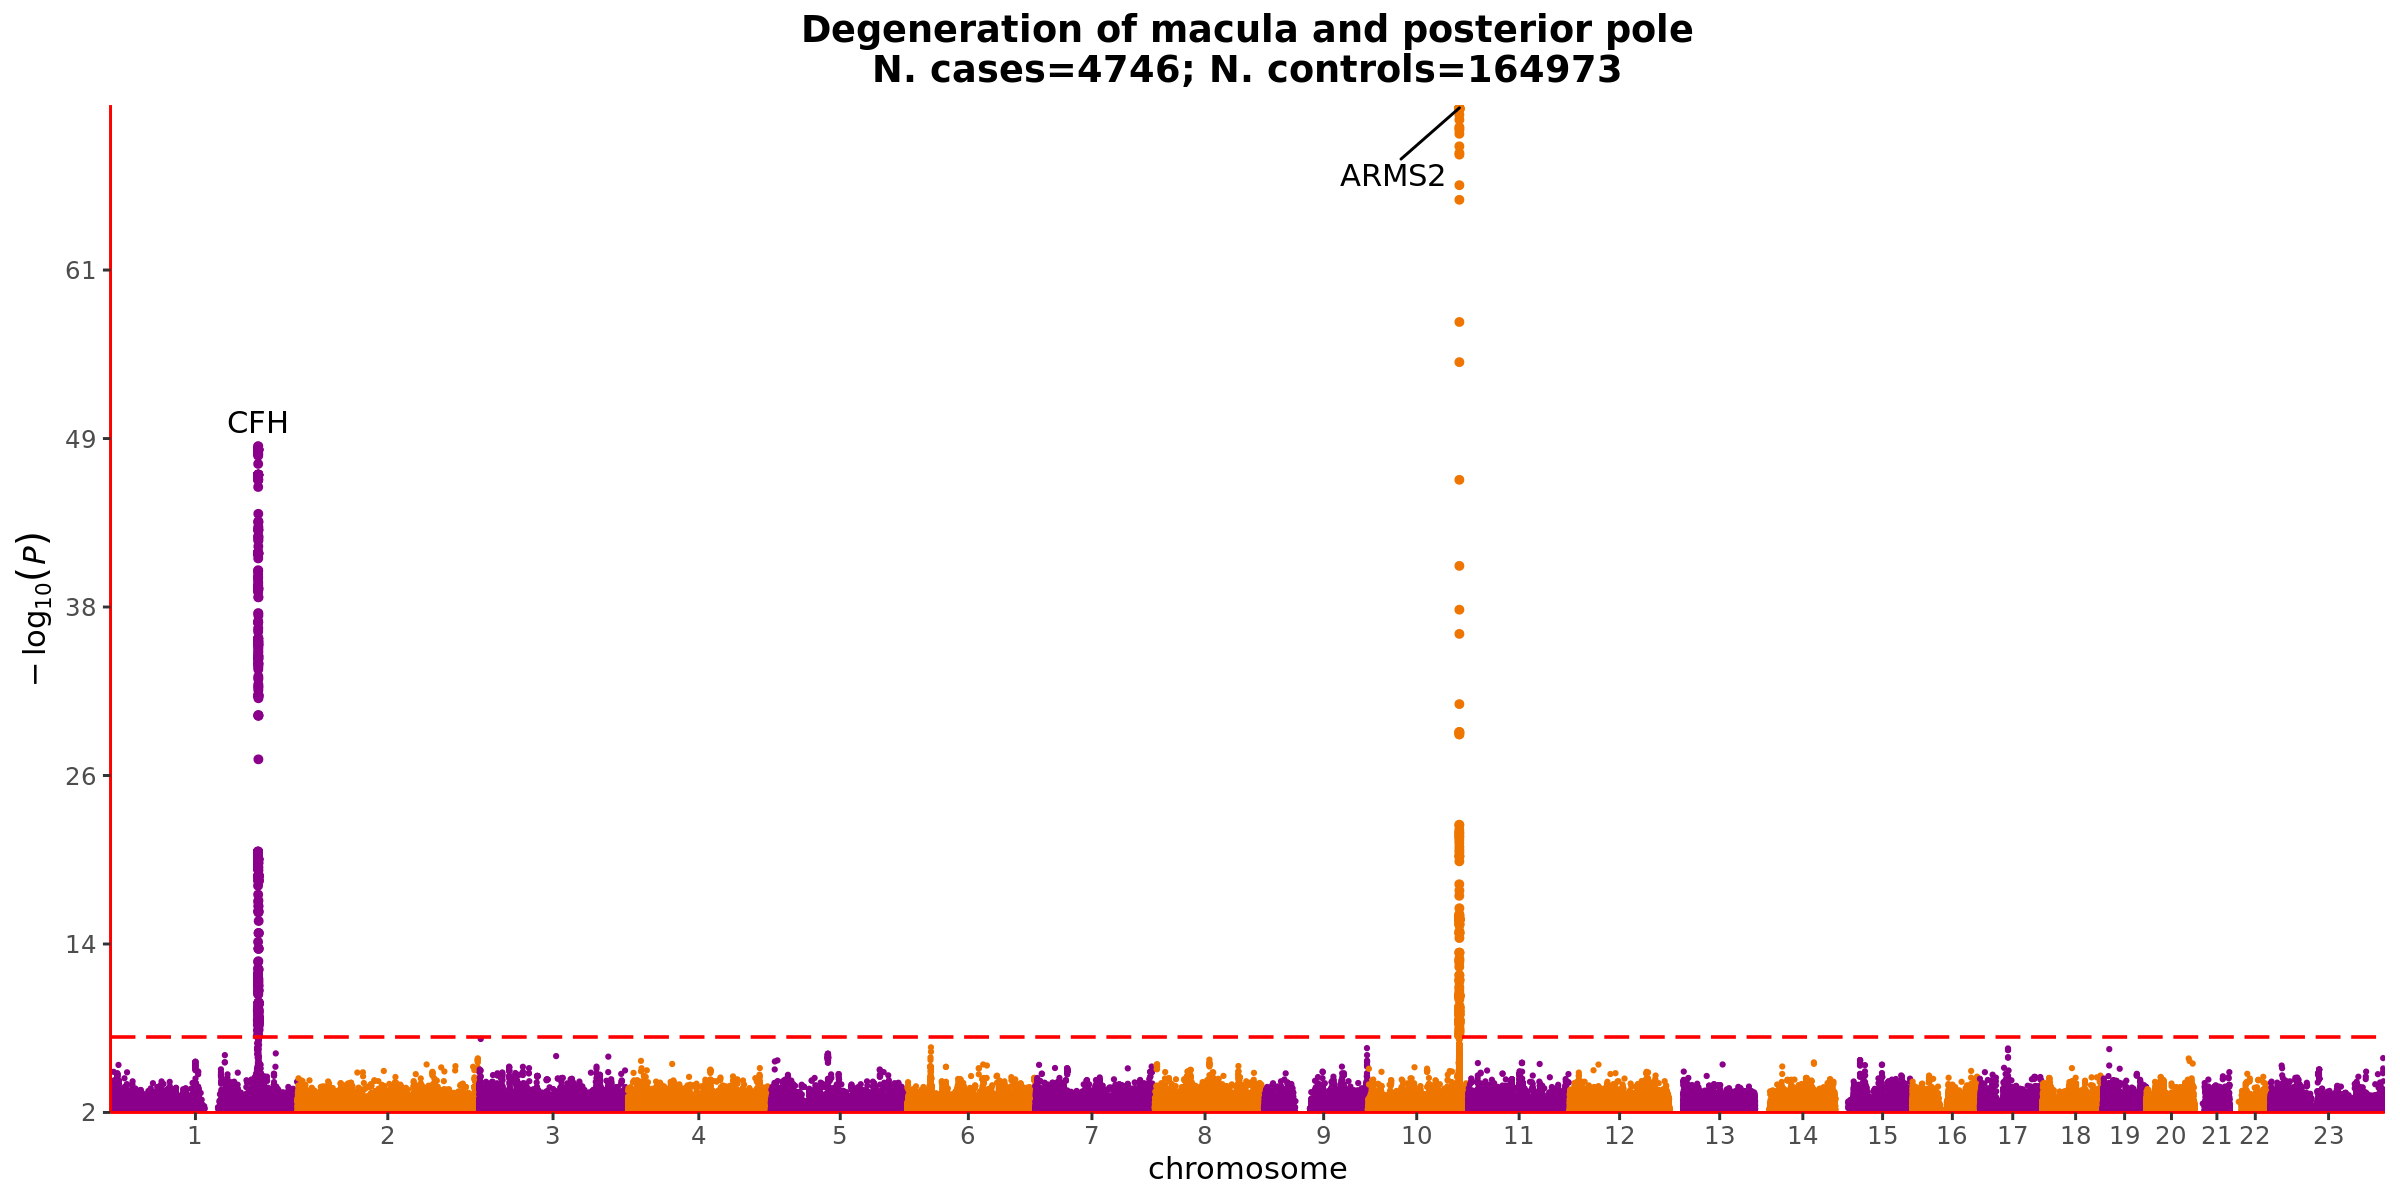 Degeneration of macula and posterior pole
N. cases=4746; N. controls=164973
ARMS2
61
CFH
49
−log10(P)
38
26
14
2
1 2 3 4 5 6 7 8 9 10 11 12 13 14 15 16 17 18 19 20 21 22 23
chromosome